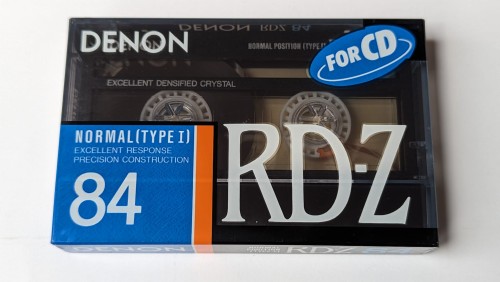 DENON
DENON RDZ 84
NORMAL POSITION (TYPE I)
FOR CD
EXCELLENT DENSIFIED CRYSTAL
NORMAL (TYPE I)
EXCELLENT RESPONSE
PRECISION CONSTRUCTION
84
RD-Z
DENON
RD-Z